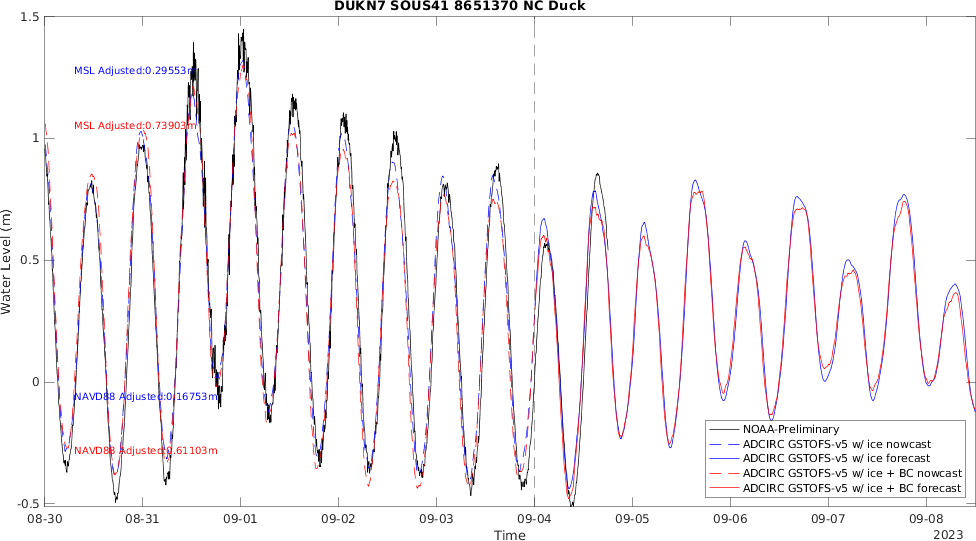 DUKN7 SOUS41 8651370 NC Duck
1.5
MSL Adjusted:0.29553m
MSL Adjusted:0.73903m
1
0.5
0
NAVD88 Adjusted:0.16753m
NAVD88 Adjusted:0.61103m
-0.5
Water Level (m)
NOAA-Preliminary
ADCIRC GSTOFS-v5 w/ ice nowcast
ADCIRC GSTOFS-v5 w/ ice forecast
ADCIRC GSTOFS-v5 w/ ice + BC nowcast
ADCIRC GSTOFS-v5 w/ ice + BC forecast
08-30 08-31 09-01 09-02 09-03 09-04 09-05 09-06 09-07 09-08
Time
2023